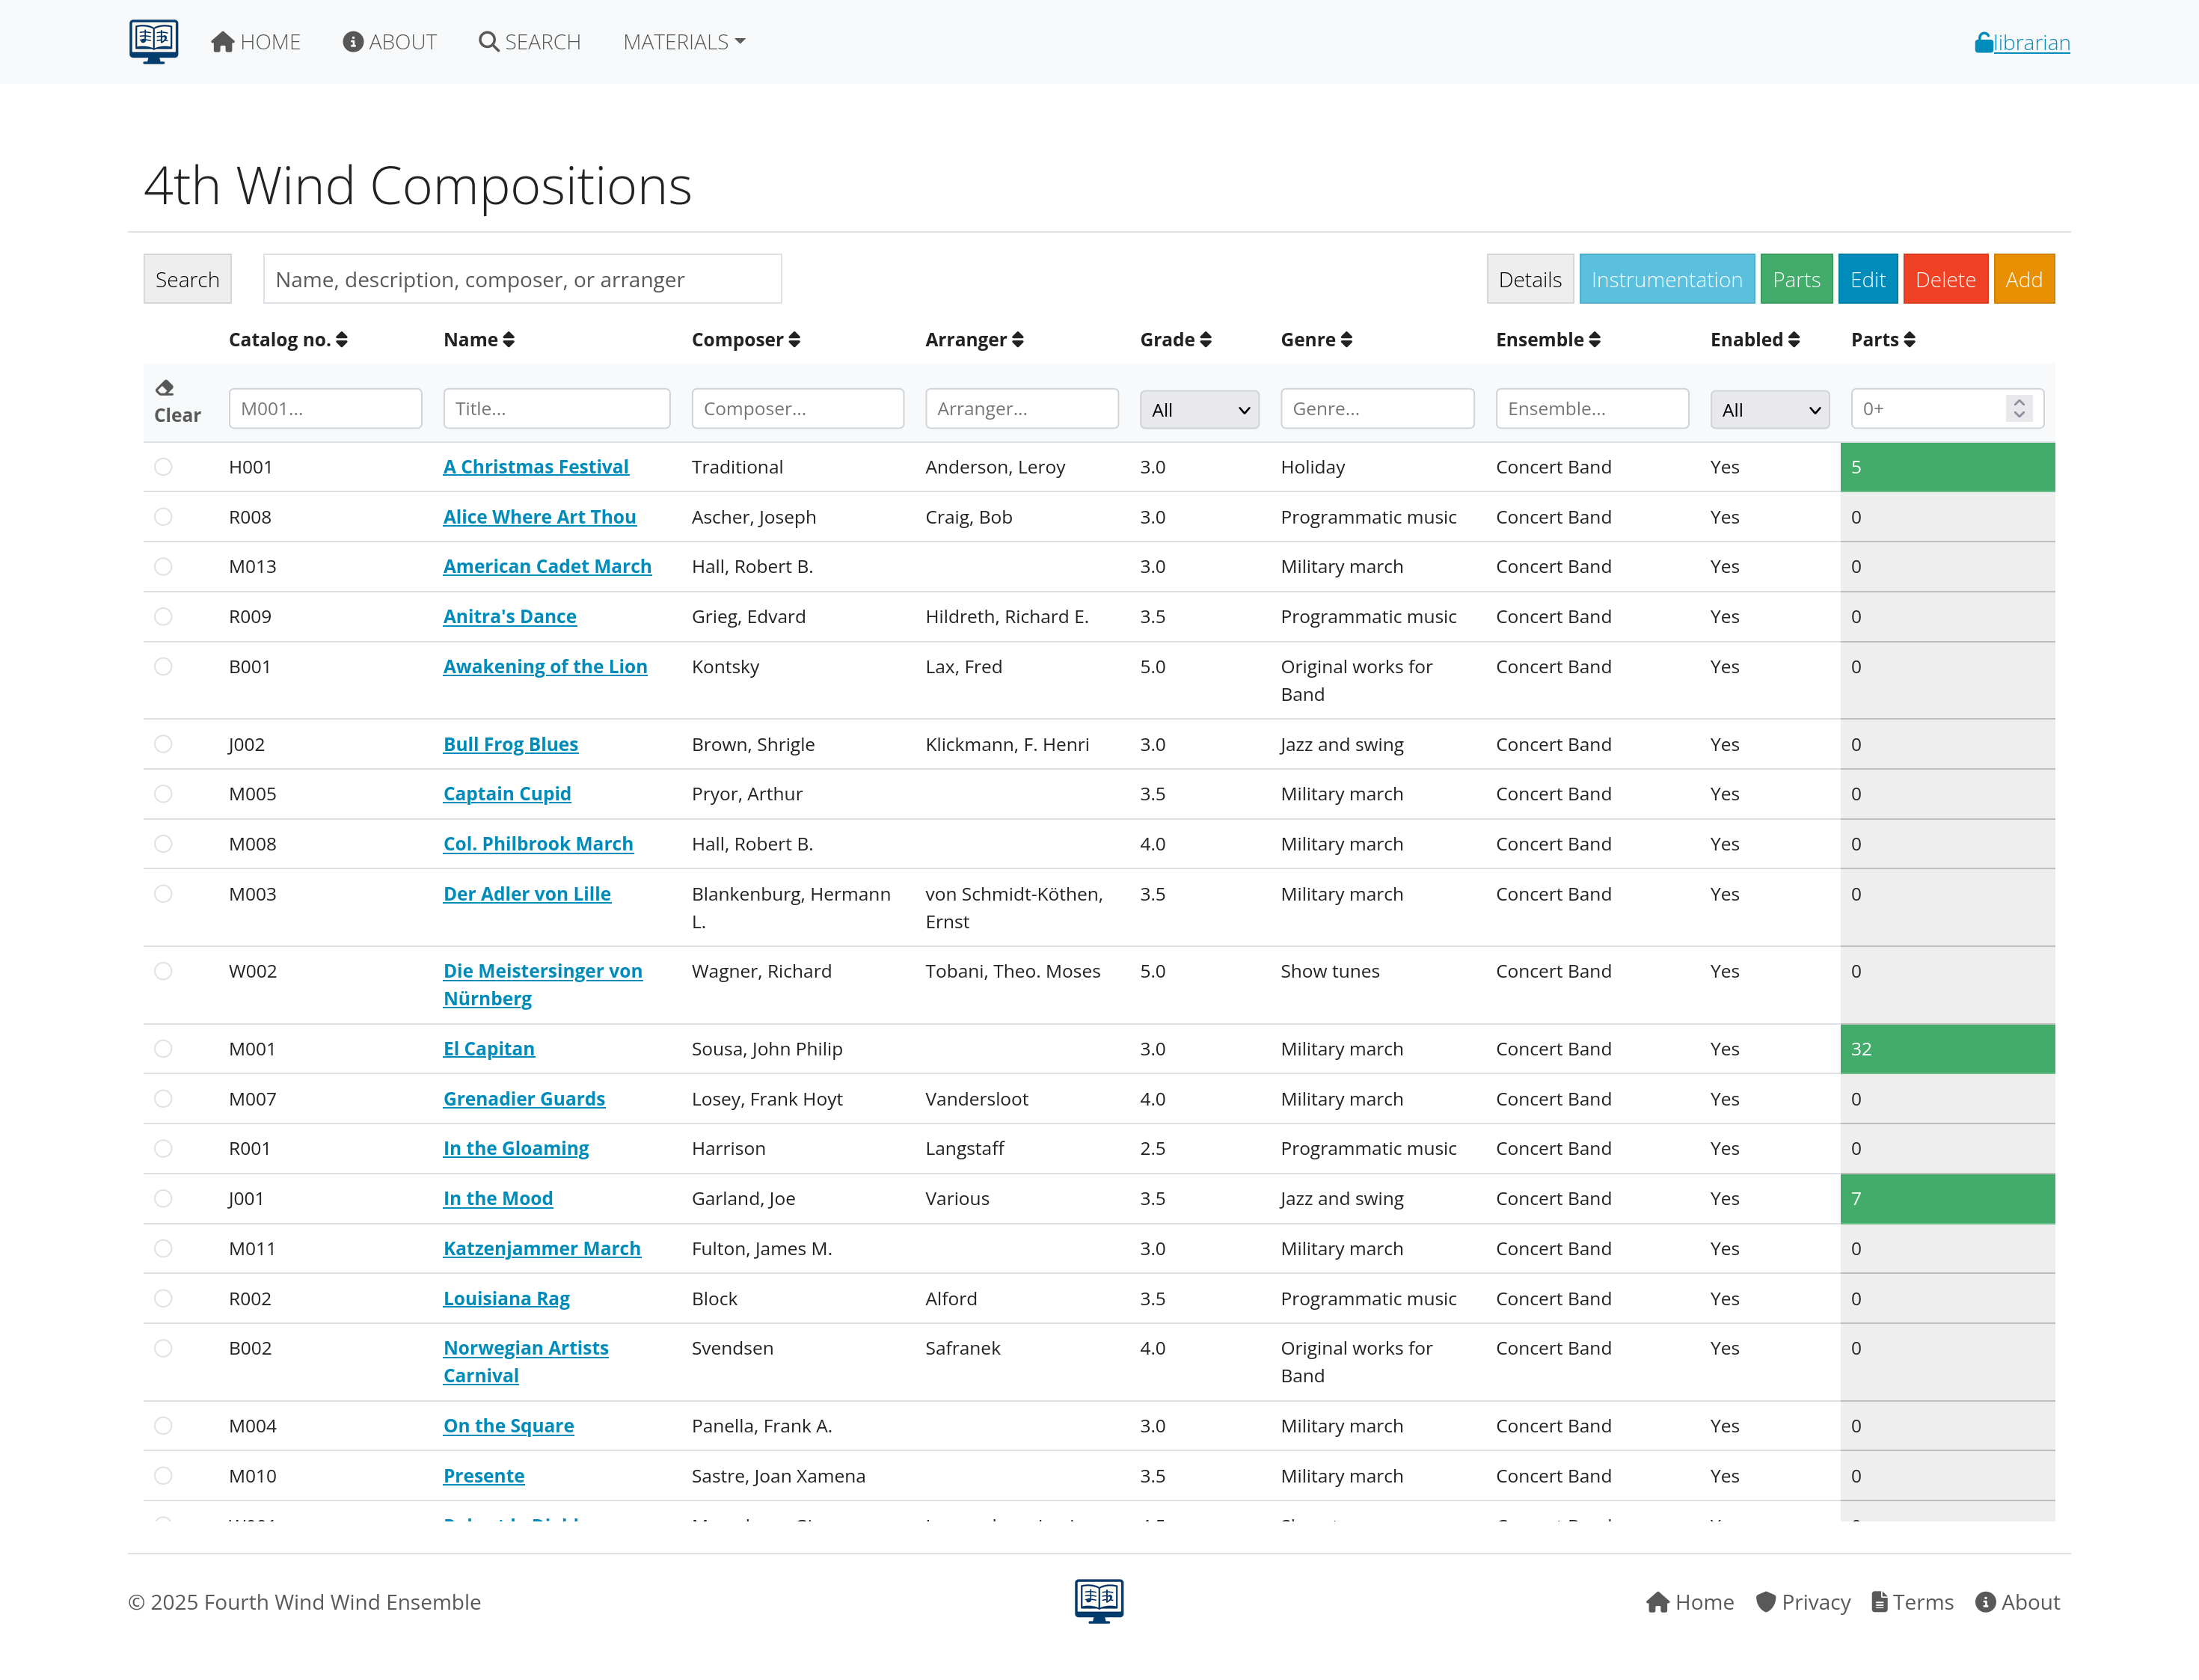 HOME ABOUT SEARCH MATERIALS librarian
4th Wind Compositions
Search Name, description, composer, or arranger Details Instrumentation Parts Edit Delete Add
Catalog no. Name Composer Arranger Grade Genre Ensemble Enabled Parts
Clear M001... Title... Composer... Arranger... All Genre... Ensemble... All 0+
H001 A Christmas Festival Traditional Anderson, Leroy 3.0 Holiday Concert Band Yes 5
R008 Alice Where Art Thou Ascher, Joseph Craig, Bob 3.0 Programmatic music Concert Band Yes 0
M013 American Cadet March Hall, Robert B. 3.0 Military march Concert Band Yes 0
R009 Anitra's Dance Grieg, Edvard Hildreth, Richard E. 3.5 Programmatic music Concert Band Yes 0
B001 Awakening of the Lion Kontsky Lax, Fred 5.0 Original works for Concert Band Yes 0
Band
J002 Bull Frog Blues Brown, Shrigle Klickmann, F. Henri 3.0 Jazz and swing Concert Band Yes 0
M005 Captain Cupid Pryor, Arthur 3.5 Military march Concert Band Yes 0
M008 Col. Philbrook March Hall, Robert B. 4.0 Military march Concert Band Yes 0
M003 Der Adler von Lille Blankenburg, Hermann von Schmidt-Köthen, 3.5 Military march Concert Band Yes 0
L. Ernst
W002 Die Meistersinger von Wagner, Richard Tobani, Theo. Moses 5.0 Show tunes Concert Band Yes 0
Nürnberg
M001 El Capitan Sousa, John Philip 3.0 Military march Concert Band Yes 32
M007 Grenadier Guards Losey, Frank Hoyt Vandersloot 4.0 Military march Concert Band Yes 0
R001 In the Gloaming Harrison Langstaff 2.5 Programmatic music Concert Band Yes 0
J001 In the Mood Garland, Joe Various 3.5 Jazz and swing Concert Band Yes 7
M011 Katzenjammer March Fulton, James M. 3.0 Military march Concert Band Yes 0
R002 Louisiana Rag Block Alford 3.5 Programmatic music Concert Band Yes 0
B002 Norwegian Artists Svendsen Safranek 4.0 Original works for Concert Band Yes 0
Carnival Band
M004 On the Square Panella, Frank A. 3.0 Military march Concert Band Yes 0
M010 Presente Sastre, Joan Xamena 3.5 Military march Concert Band Yes 0
© 2025 Fourth Wind Wind Ensemble Home Privacy Terms About